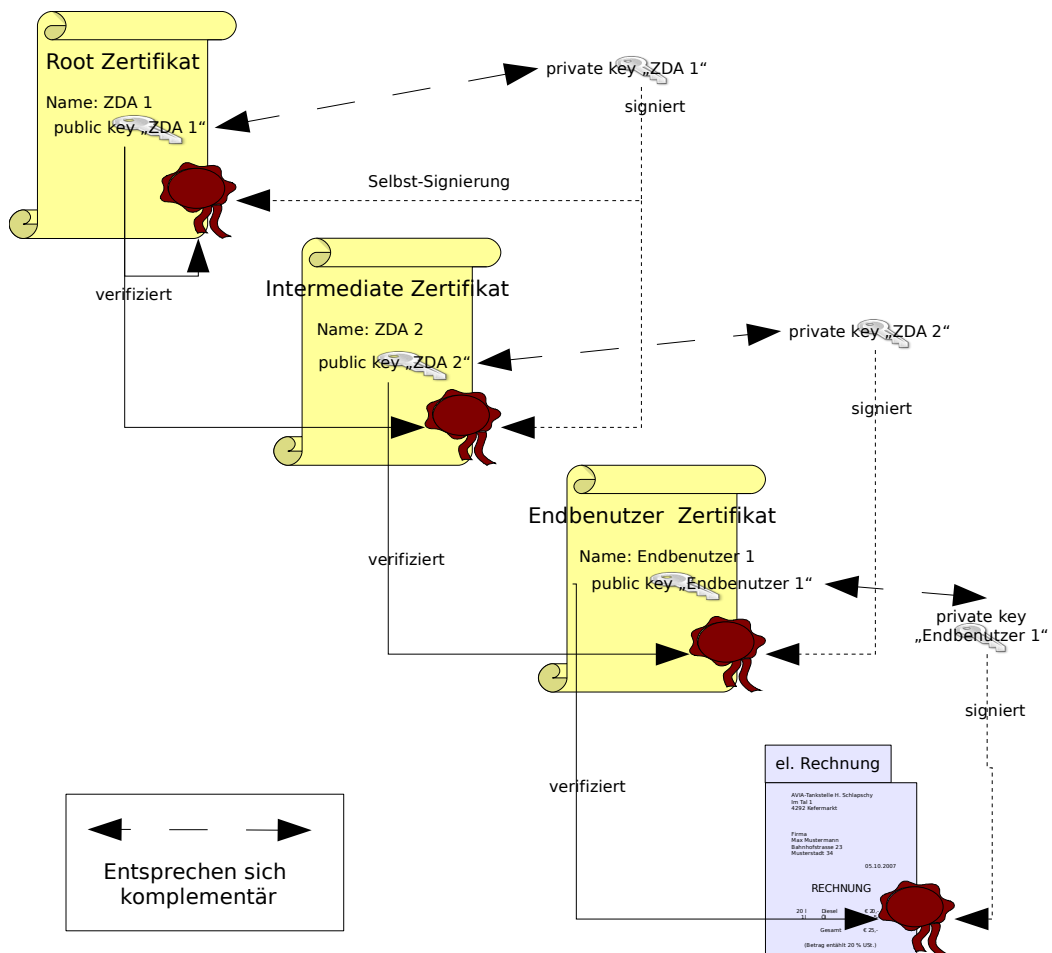 Root Zertifikat
Name: ZDA 1
public key „ZDA 1“
private key „ZDA 1“
signiert
Selbst-Signierung
verifiziert
Intermediate Zertifikat
Name: ZDA 2
public key „ZDA 2“
private key „ZDA 2“
signiert
verifiziert
Endbenutzer Zertifikat
Name: Endbenutzer 1
public key „Endbenutzer 1“
private key
„Endbenutzer 1“
signiert
verifiziert
el. Rechnung
AVIA-Tankstelle H. Schlapschy
Im Tal 1
4292 Kefermarkt
Firma
Max Mustermann
Bahnhofstrasse 23
Musterstadt 34
05.10.2007
RECHNUNG
20 l Diesel € 20,-
1l
Gesamt € 25,-
(Betrag entählt 20 % USt.)
Entsprechen sich
komplementär